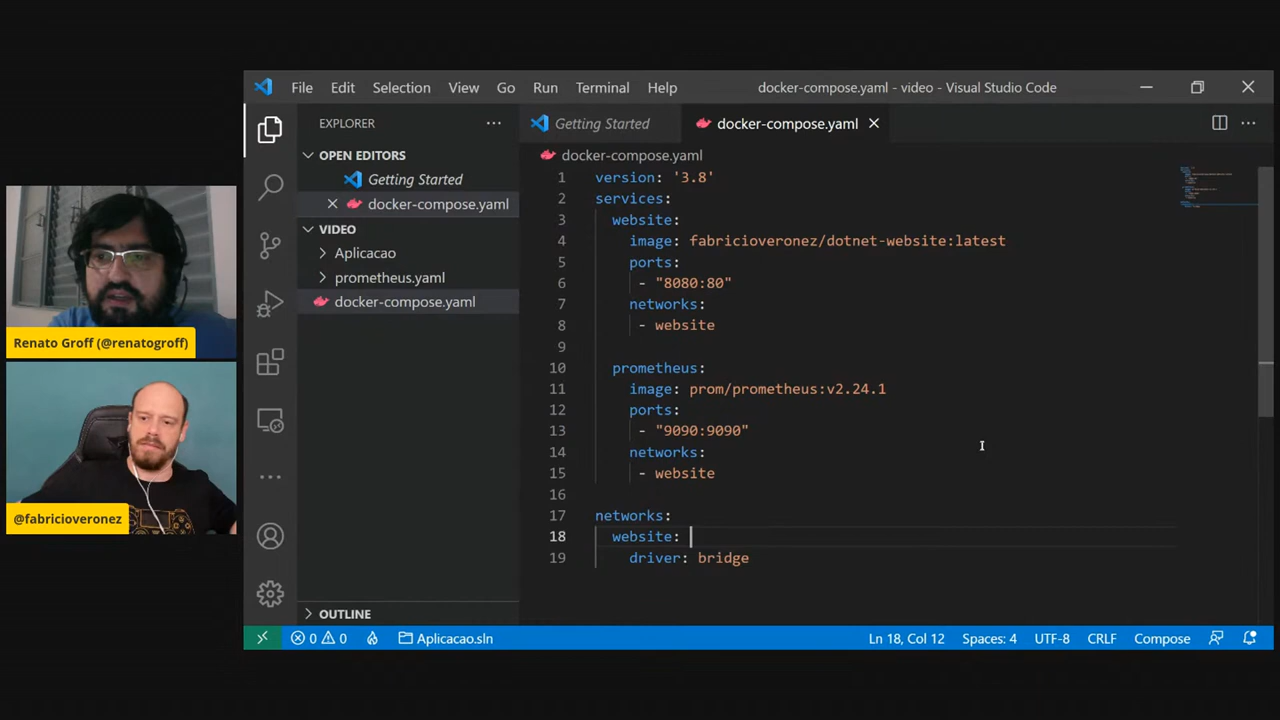 File Edit Selection View Go Run Terminal Help docker-compose.yaml - video - Visual Studio Code
EXPLORER
OPEN EDITORS
Getting Started
docker-compose.yaml
VIDEO
Aplicacao
prometheus.yaml
docker-compose.yaml
OUTLINE
Getting Started docker-compose.yaml
docker-compose.yaml
1 version: '3.8'
2 services:
3 website:
4 image: fabricioveronez/dotnet-website:latest
5 ports:
6 - "8080:80"
7 networks:
8 - website
9
10 prometheus:
11 image: prom/prometheus:v2.24.1
12 ports:
13 - "9090:9090"
14 networks:
15 - website
16
17 networks:
18 website:
19 driver: bridge
Renato Groff (@renatogroff)
@fabricioveronez
0 0 Aplicacao.sln Ln 18, Col 12 Spaces: 4 UTF-8 CRLF Compose